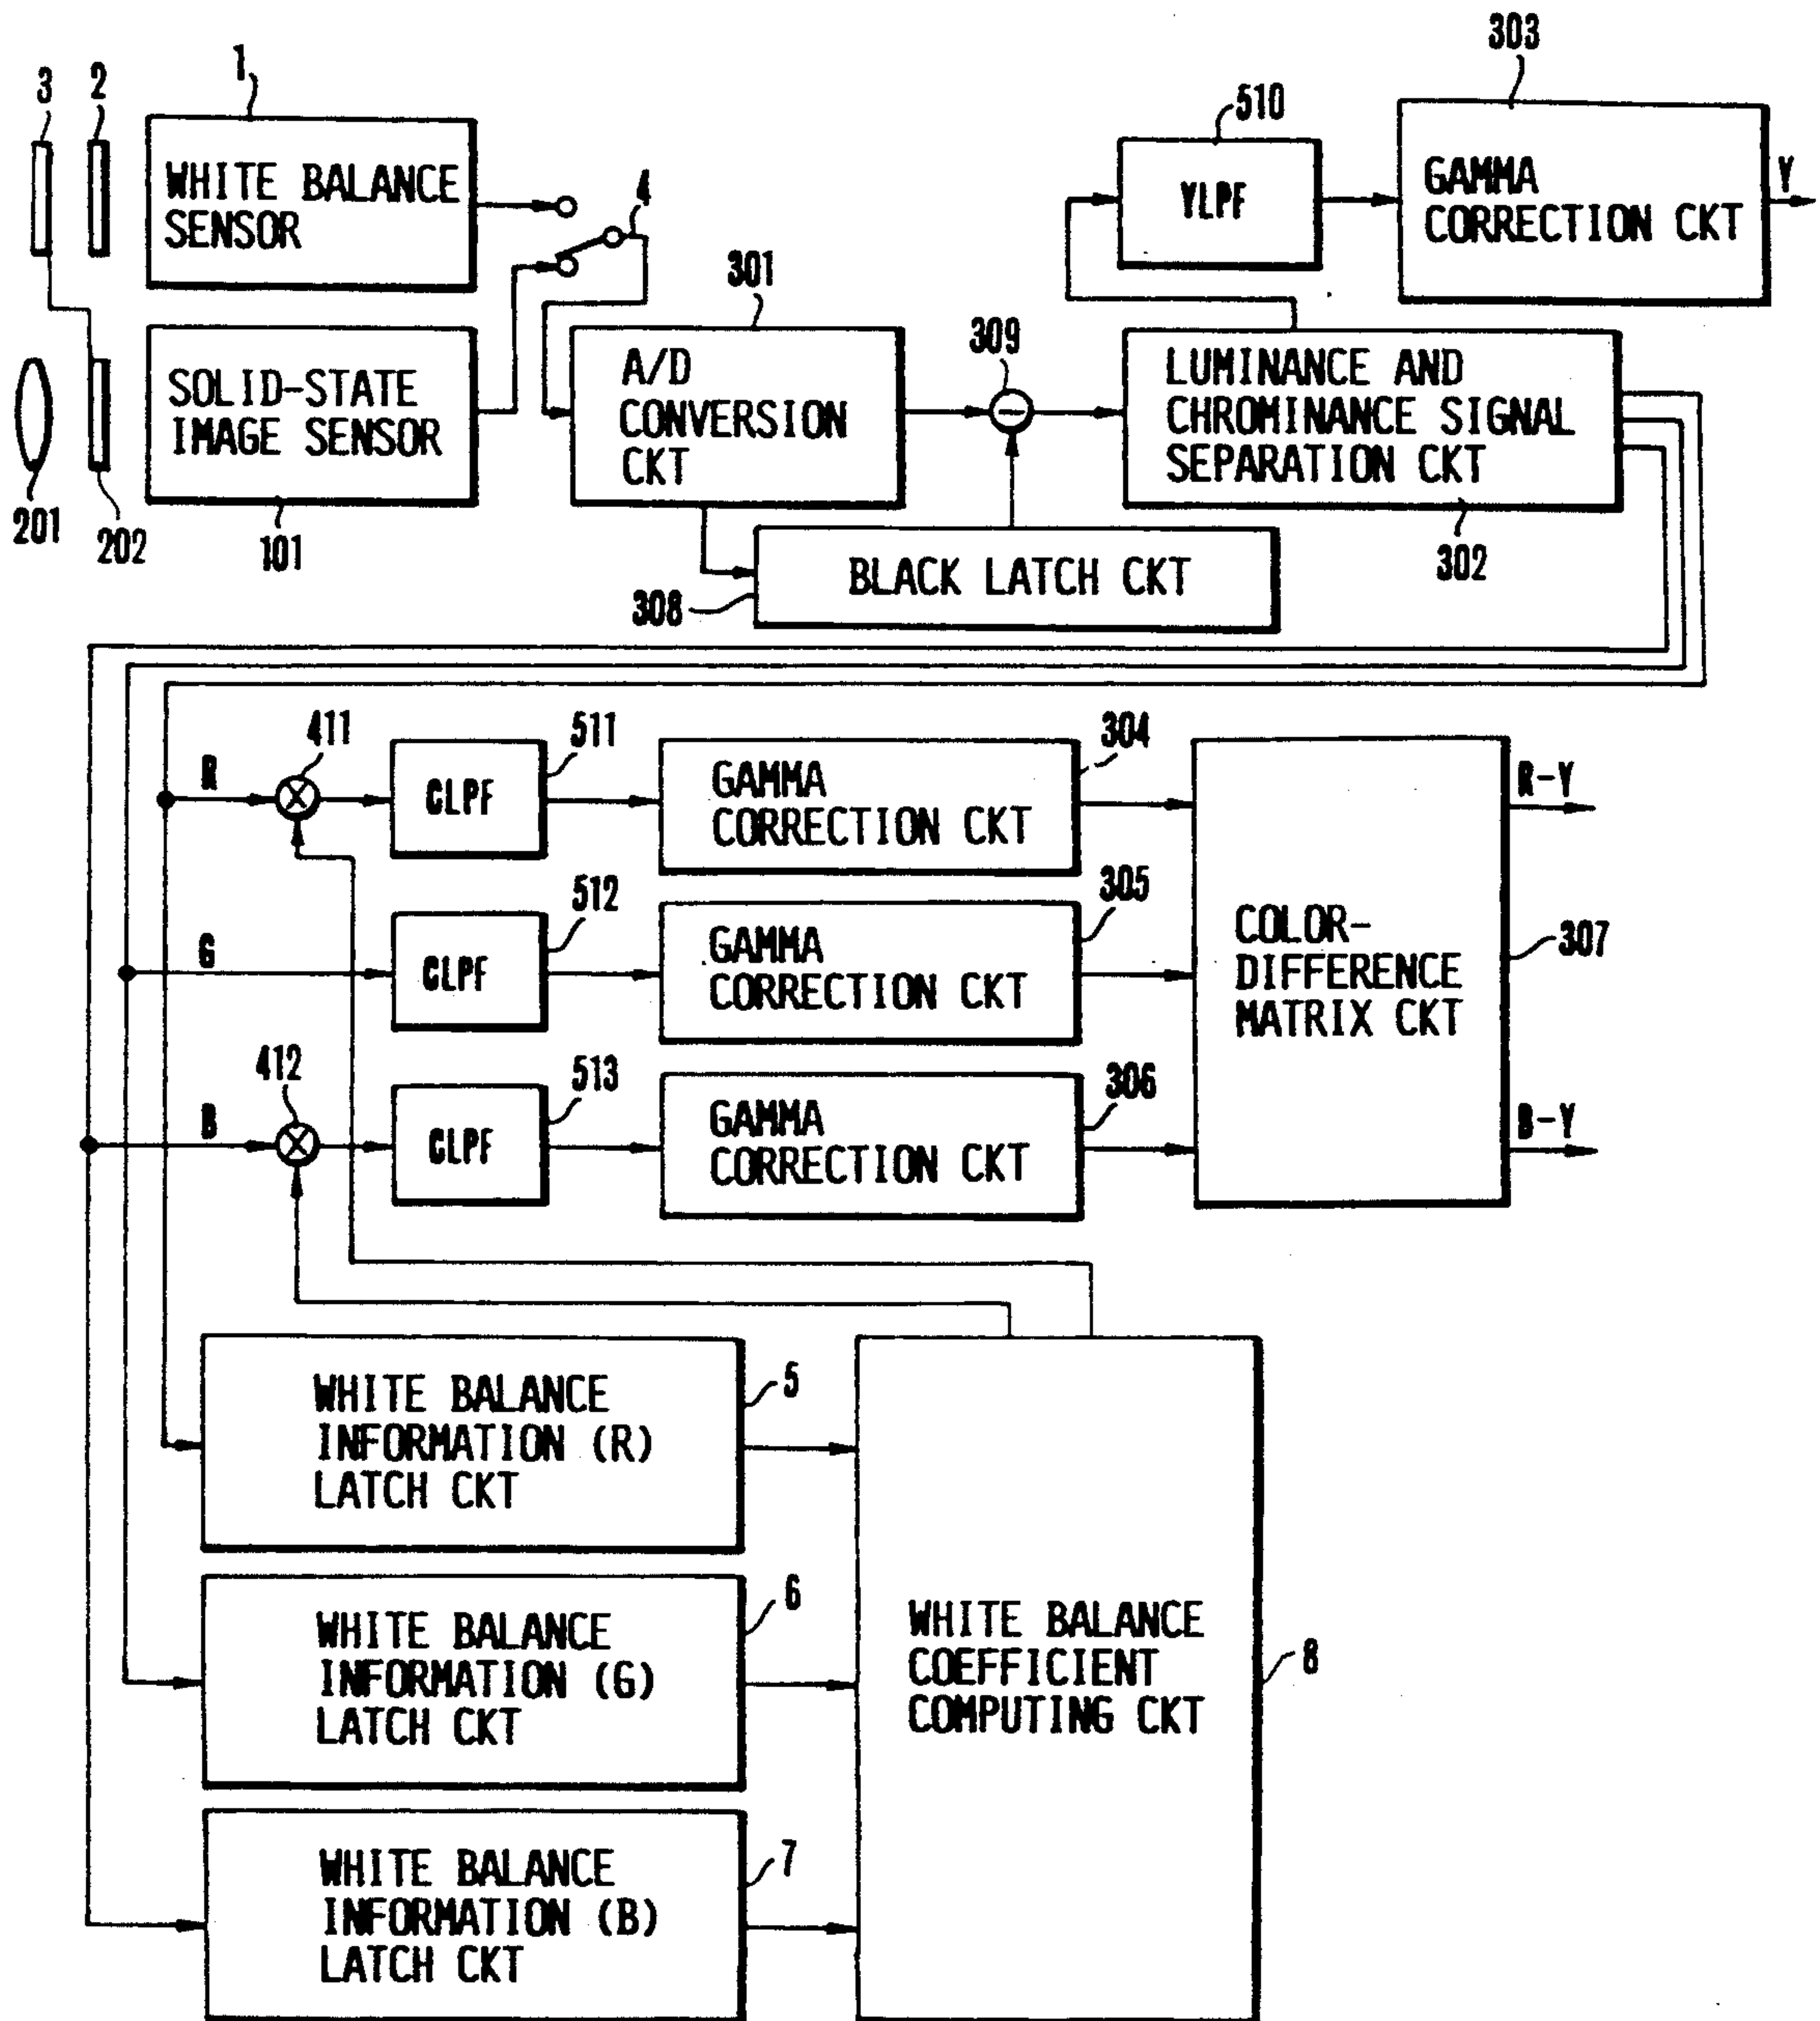 303
1
3
2
510
WHITE BALANCE
SENSOR
4
YLPF
GAMMA
CORRECTION CKT
Y
301
309
SOLID-STATE
IMAGE SENSOR
A/D
CONVERSION
CKT
LUMINANCE AND
CHROMINANCE SIGNAL
SEPARATION CKT
201
202
101
302
308
BLACK LATCH CKT
411
511
304
R
CLPF
GAMMA
CORRECTION CKT
R-Y
512
305
G
CLPF
GAMMA
CORRECTION CKT
COLOR-
DIFFERENCE
MATRIX CKT
307
412
513
306
B
CLPF
GAMMA
CORRECTION CKT
B-Y
WHITE BALANCE
INFORMATION (R)
LATCH CKT
5
WHITE BALANCE
INFORMATION (G)
LATCH CKT
6
WHITE BALANCE
COEFFICIENT
COMPUTING CKT
8
WHITE BALANCE
INFORMATION (B)
LATCH CKT
7